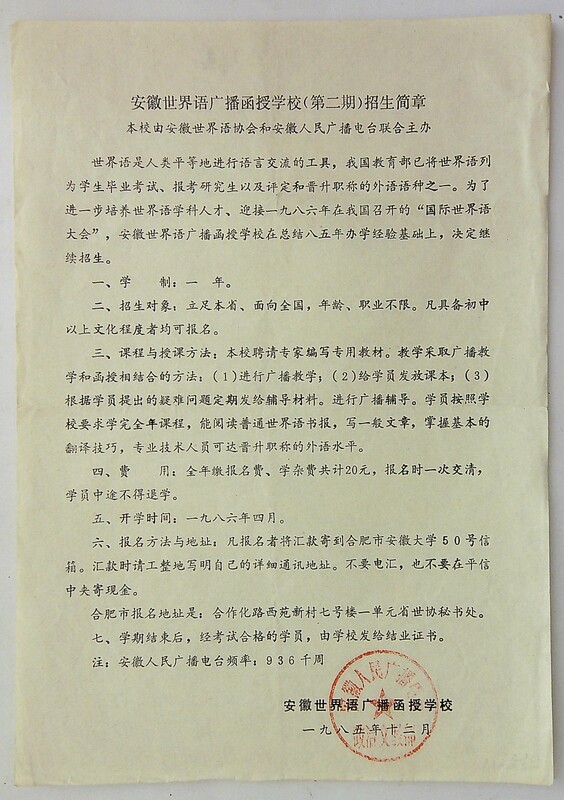 安徽世界语广播函授学校(第二期)招生简章
本校由安徽世界语协会和安徽人民广播电台联合主办
世界语是人类平等地进行语言交流的工具，我国教育部已将世界语列
为学生毕业考试、报考研究生以及评定和晋升职称的外语语种之一。为了
进一步培养世界语学科人才、迎接一九八六年在我国召开的“国际世界语
大会”，安徽世界语广播函授学校在总结八五年办学经验基础上，决定继
续招生。
一、学　　制：一　年。
二、招生对象：立足本省、面向全国，年龄、职业不限。凡具备初中
以上文化程度者均可报名。
三、课程与授课方法：本校聘请专家编写专用教材。教学采取广播教
学和函授相结合的方法：(1)进行广播教学；(2)给学员发放课本；(3)
根据学员提出的疑难问题定期发给辅导材料。进行广播辅导。学员按照学
校要求学完全年课程，能阅读普通世界语书报，写一般文章，掌握基本的
翻译技巧，专业技术人员可达晋升职称的外语水平。
四、费　　用：全年缴报名费、学杂费共计20元，报名时一次交清，
学员中途不得退学。
五、开学时间：一九八六年四月。
六、报名方法与地址：凡报名者将汇款寄到合肥市安徽大学50号信
箱。汇款时请工整地写明自己的详细通讯地址。不要电汇，也不要在平信
中夹寄现金。
合肥市报名地址是：合作化路西苑新村七号楼一单元省世协秘书处。
七、学期结束后，经考试合格的学员，由学校发给结业证书。
注：安徽人民广播电台频率：936千周
安徽世界语广播函授学校
一九八五年十二月
安徽人民广播